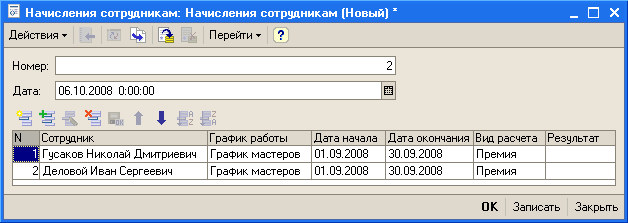 Начисления сотрудникам: Начисления сотрудникам (Новый) *
Действия Перейти ?
Номер: 2
Дата: 06.10.2008 0:00:00
N Сотрудник График работы Дата начала Дата окончания Вид расчета Результат
1 Гусаков Николай Дмитриевич График мастеров 01.09.2008 30.09.2008 Премия
2 Деловой Иван Сергеевич График мастеров 01.09.2008 30.09.2008 Премия
OK Записать Закрыть